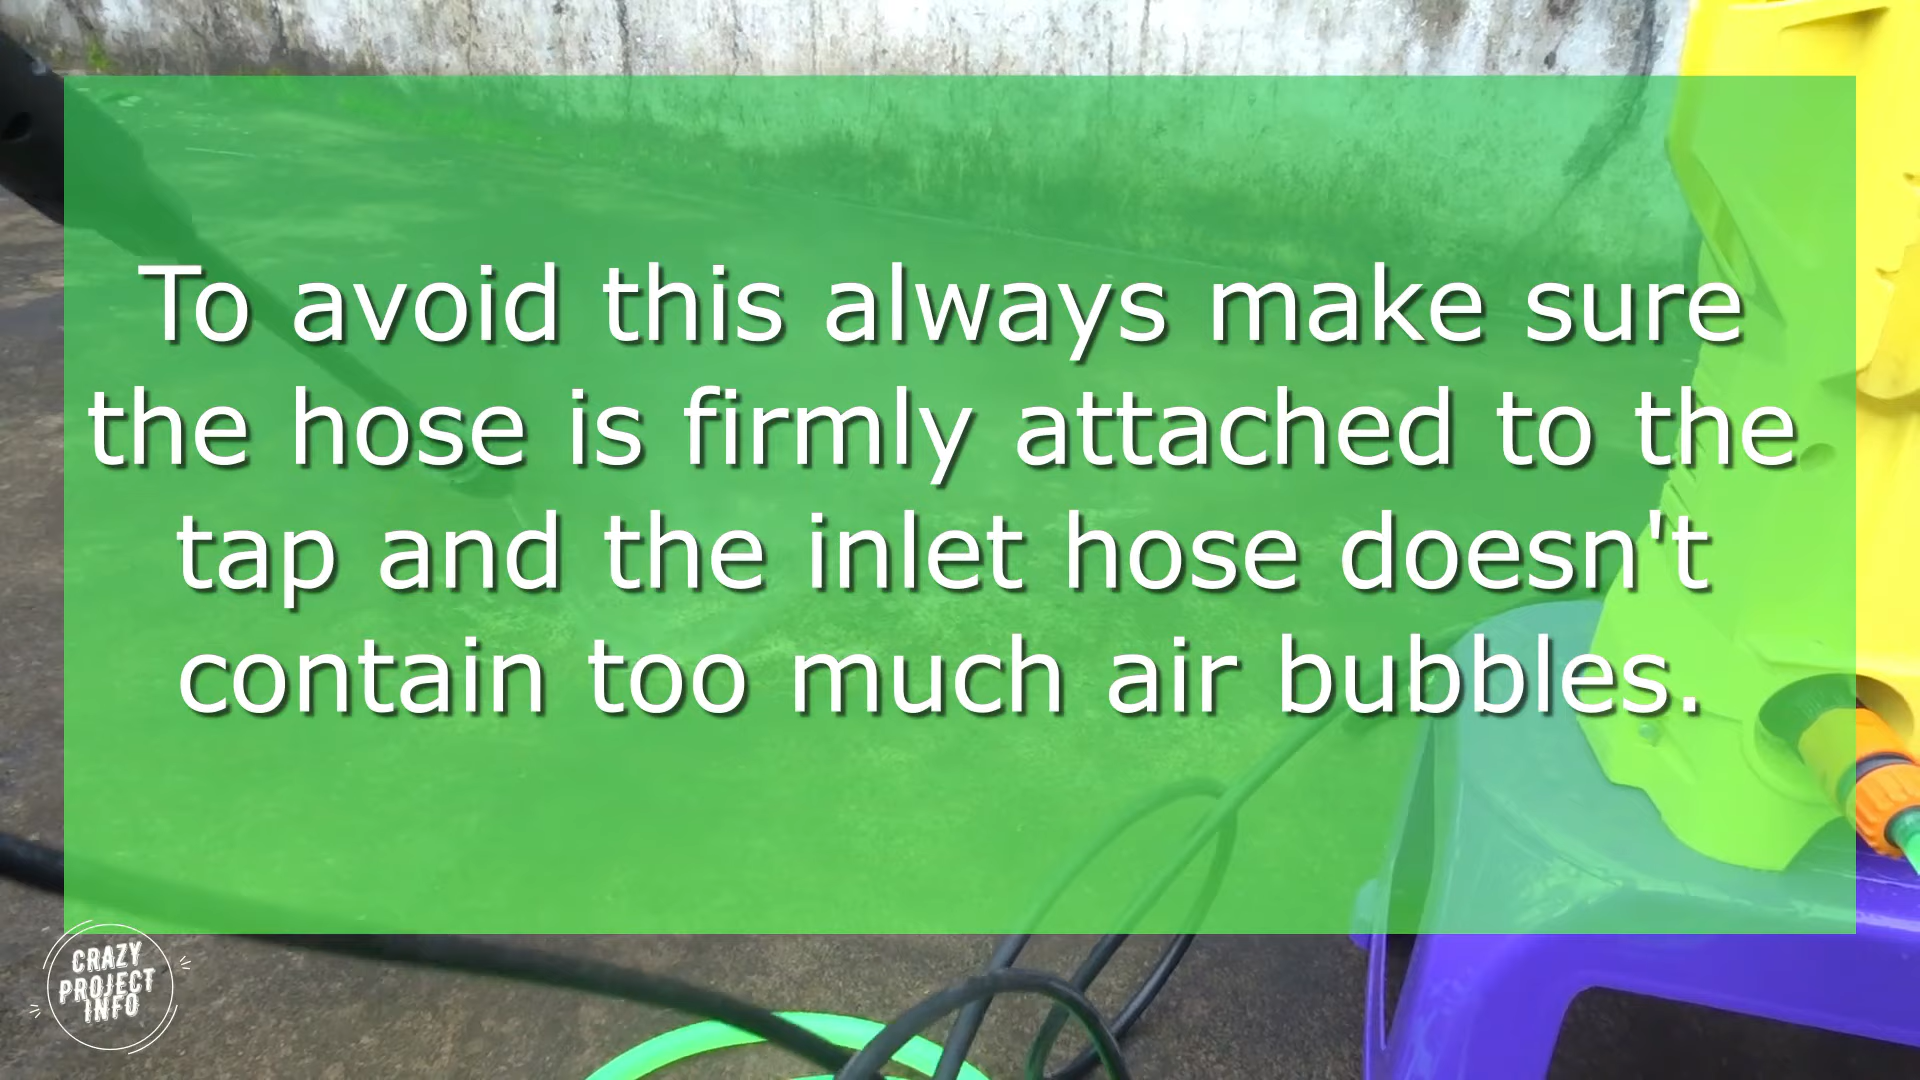 To avoid this always make sure
the hose is firmly attached to the
tap and the inlet hose doesn't
contain too much air bubbles.
CRAZY
PROJECT
INFO